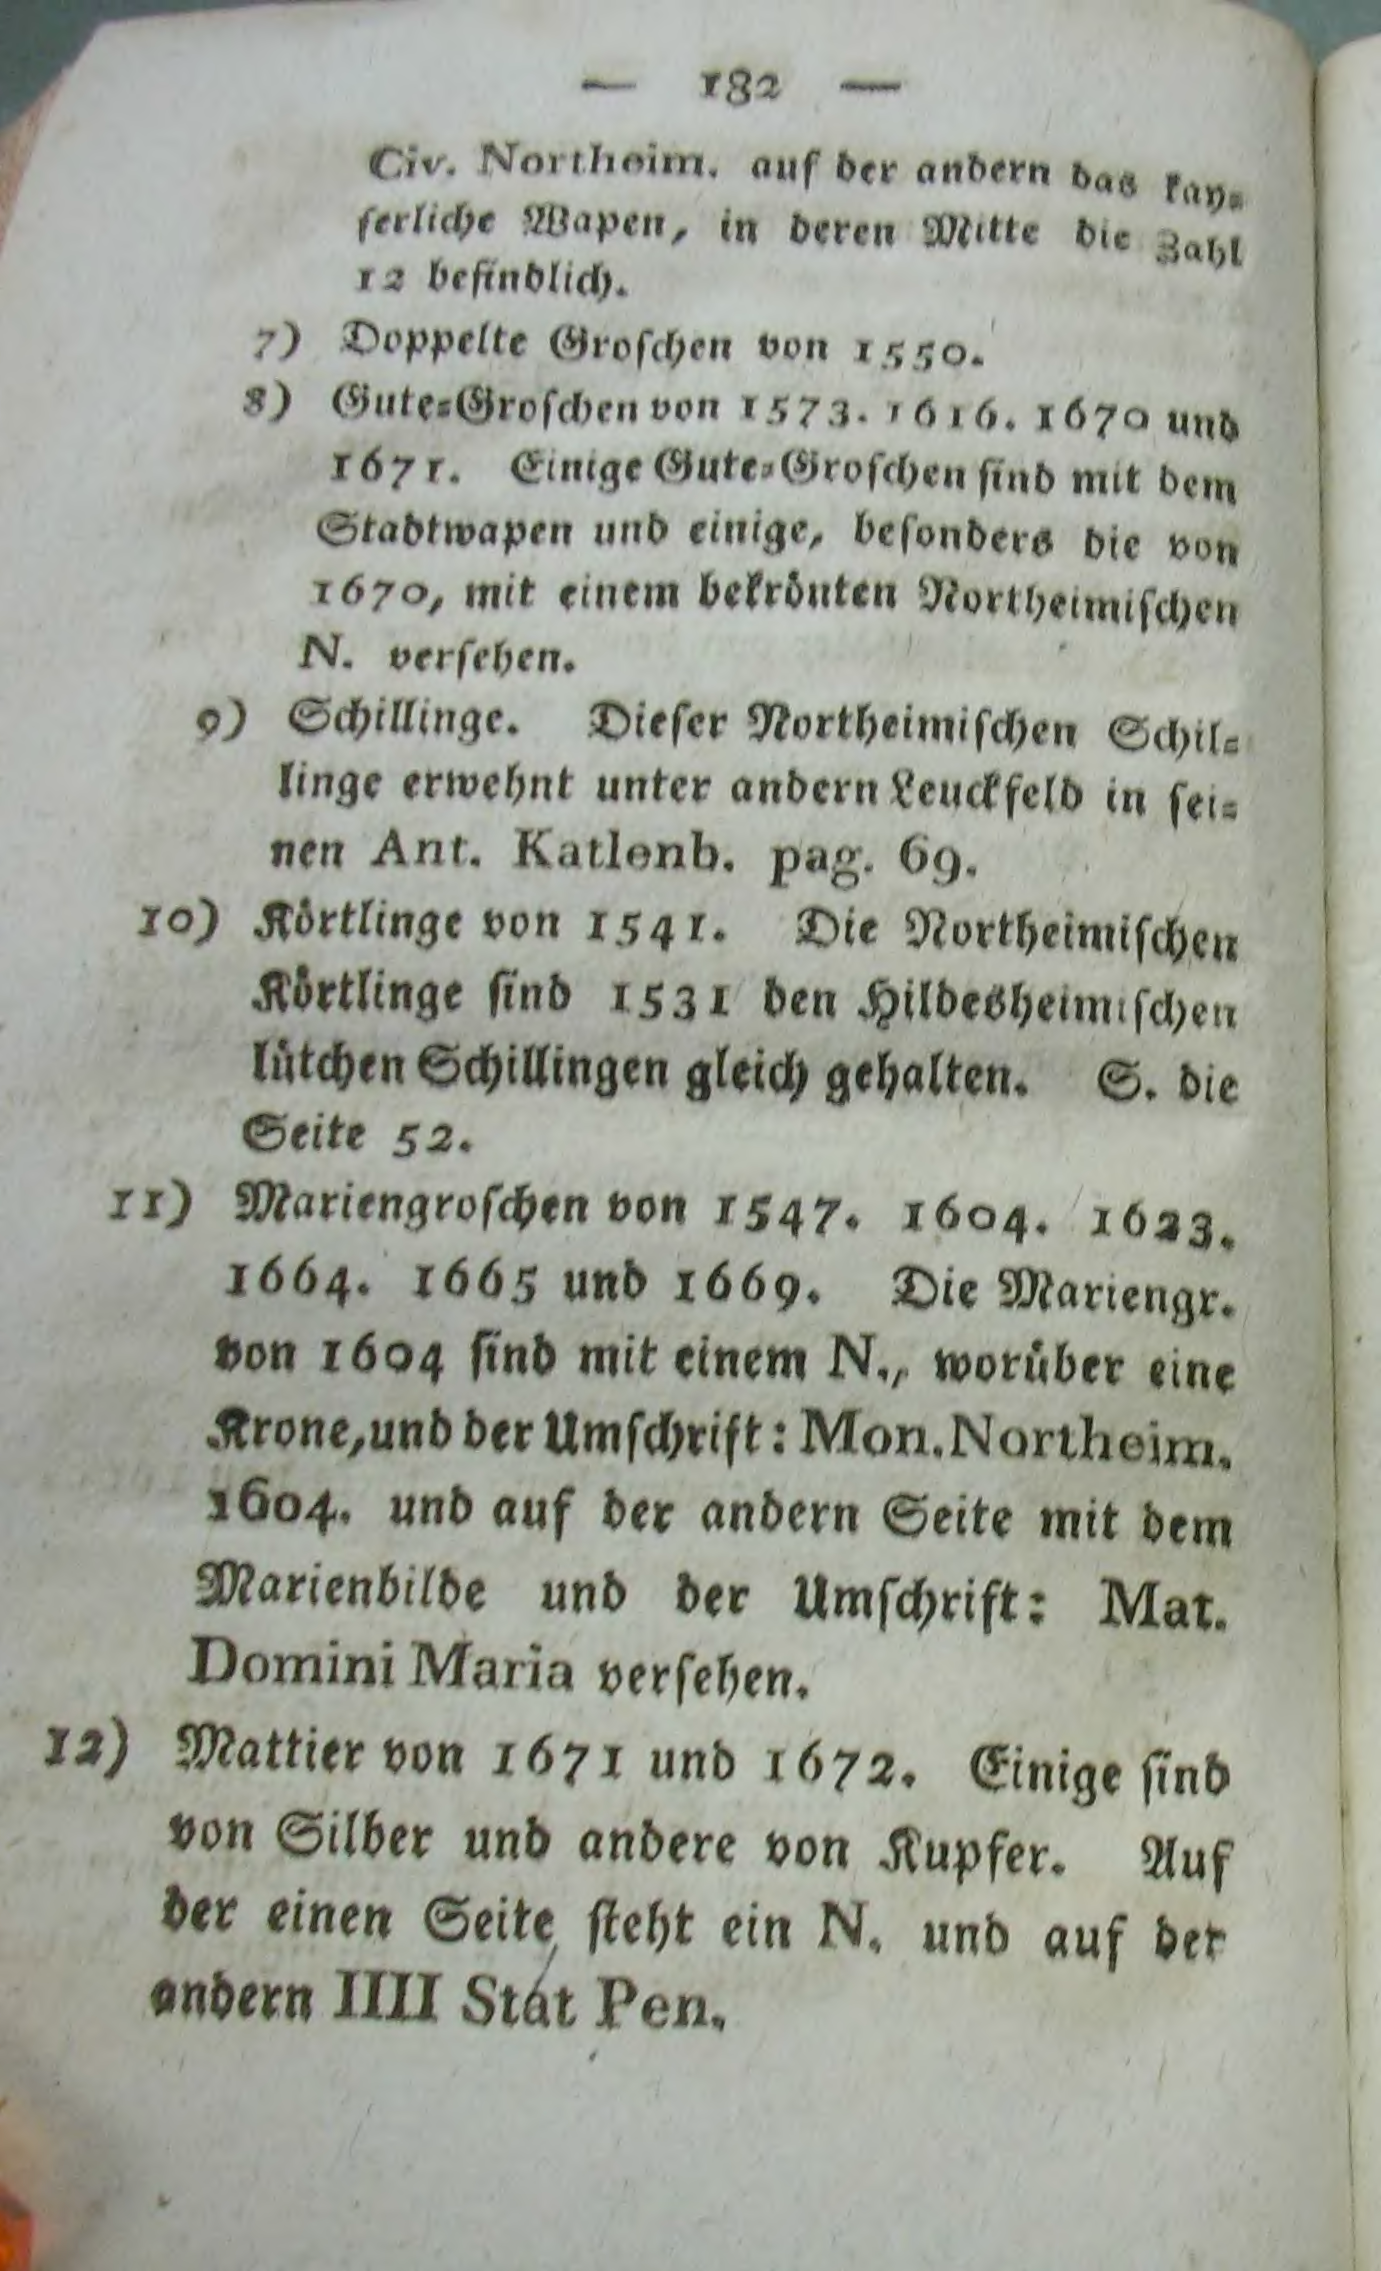 — 182 —
Civ. Northeim. auf der andern das kay=
ſerliche Wapen, in deren Mitte die Zahl
12 befindlich.
7) Doppelte Groſchen von 1550.
8) Gute=Groſchen von 1573. 1616. 1670 und
1671. Einige Gute=Groſchen ſind mit dem
Stadtwapen und einige, beſonders die von
1670, mit einem bekrönten Northeimiſchen
N. verſehen.
9) Schillinge. Dieſer Northeimiſchen Schil=
linge erwehnt unter andern Leuckfeld in ſei=
nen Ant. Katlenb. pag. 69.
10) Körtlinge von 1541. Die Northeimiſchen
Körtlinge ſind 1531 den Hildesheimiſchen
lütchen Schillingen gleich gehalten. S. die
Seite 52.
11) Mariengroſchen von 1547. 1604. 1623.
1664. 1665 und 1669. Die Mariengr.
von 1604 ſind mit einem N., worüber eine
Krone, und der Umſchrift: Mon. Northeim.
1604. und auf der andern Seite mit dem
Marienbilde und der Umſchrift: Mat.
Domini Maria verſehen.
12) Mattier von 1671 und 1672. Einige ſind
von Silber und andere von Kupfer. Auf
der einen Seite ſteht ein N. und auf der
andern IIII Stat Pen.